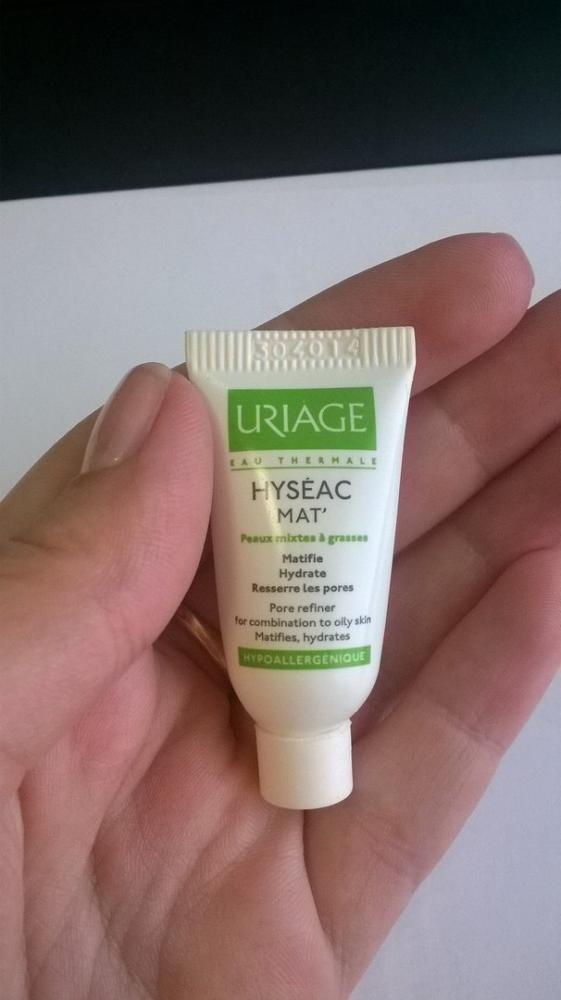 304014
URIAGE
EAU THERMALE
HYSÉAC
MAT'
Peaux mixtes à grasses
Matifie
Hydrate
Resserre les pores
Pore refiner
for combination to oily skin
Matifies, hydrates
HYPOALLERGÉNIQUE